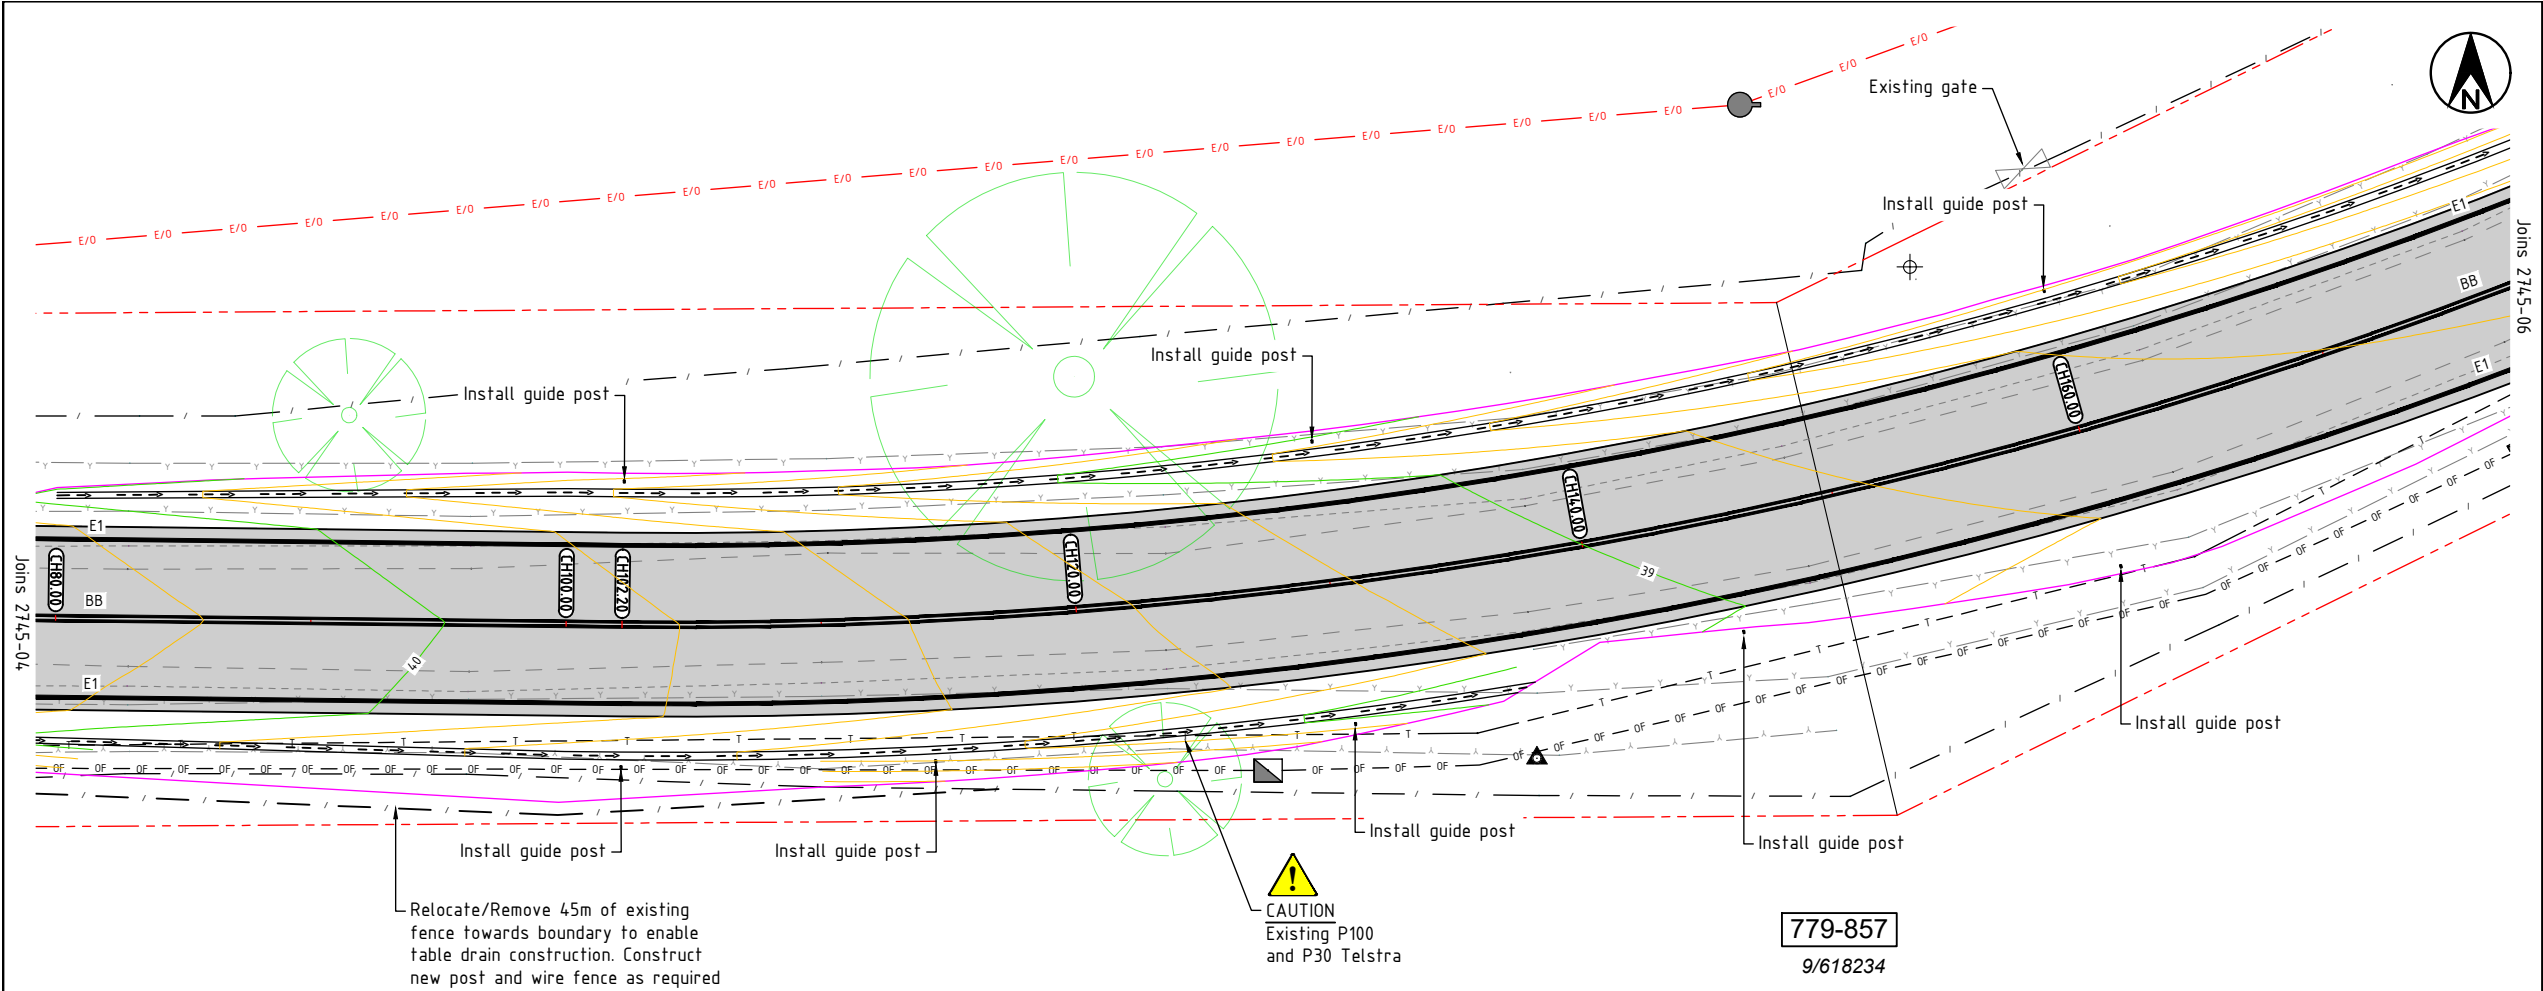 E/O E/O E/O E/O E/O E/O E/O E/O E/O E/O E/O E/O E/O E/O E/O E/O E/O E/O E/O E/O E/O E/O E/O E/O E/O
Existing gate
N
Install guide post
Install guide post
Install guide post
Install guide post
Install guide post
Install guide post
Install guide post
Install guide post
Joins 2745-04
Joins 2745-06
E1
BB
E1
E1
BB
E1
CH80.00
CH100.00
CH102.20
CH120.00
CH140.00
CH160.00
40
39
Relocate/Remove 45m of existing
fence towards boundary to enable
table drain construction. Construct
new post and wire fence as required
CAUTION
Existing P100
and P30 Telstra
779-857
9/618234